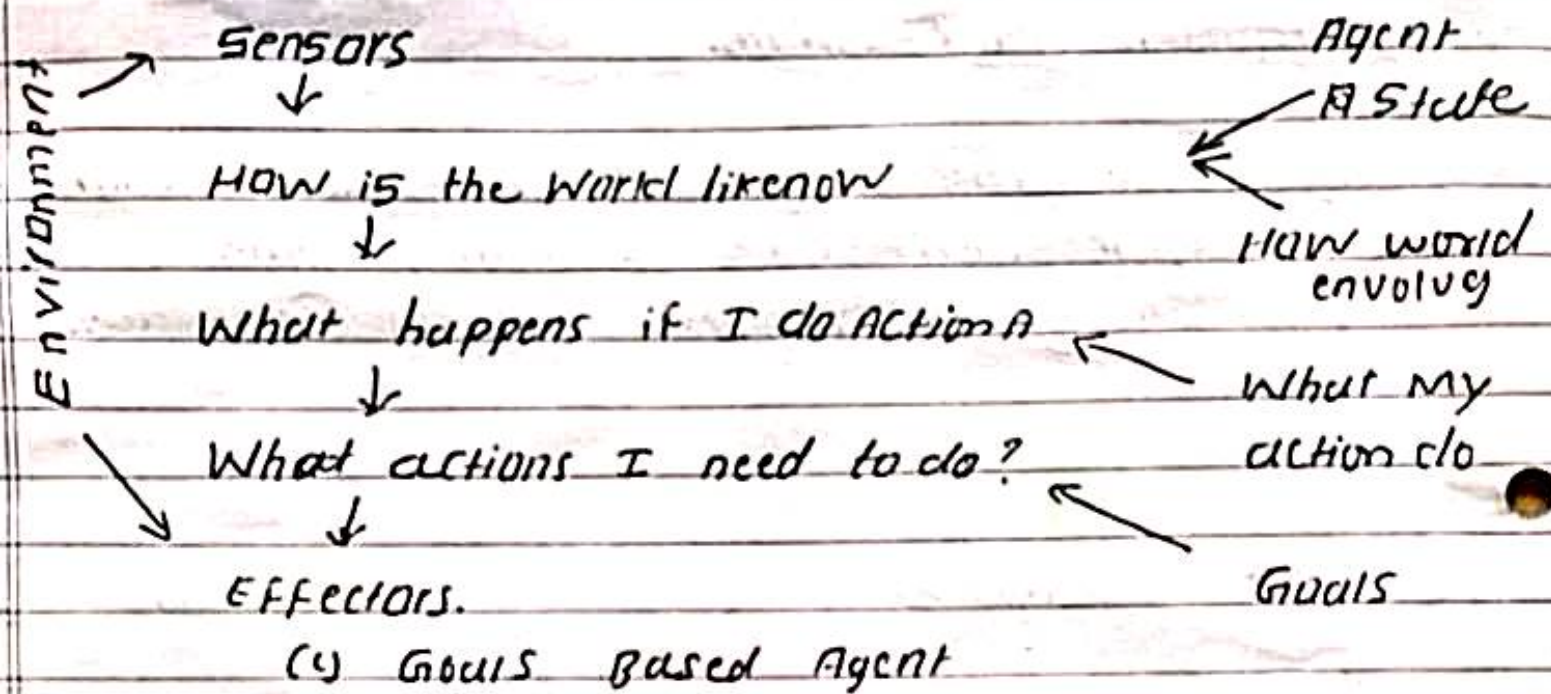 Sensors
Agent
State
Environment
How is the World likenow
How world
envolvg
What happens if I do Action A
What My
action do
What actions I need to do?
Effectors.
Goals
(c) Goals Based Agent